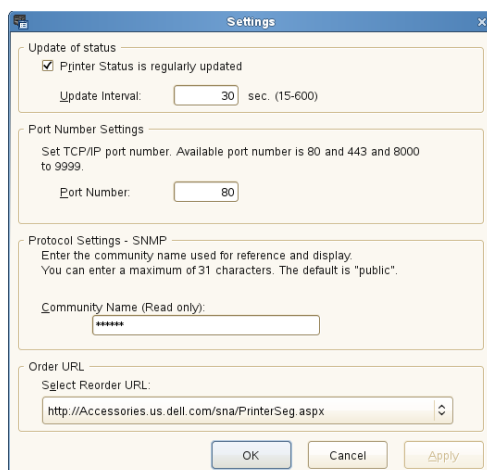 Settings
Update of status
Printer Status is regularly updated
Update Interval: 30 sec. (15-600)
Port Number Settings
Set TCP/IP port number. Available port number is 80 and 443 and 8000
to 9999.
Port Number: 80
Protocol Settings - SNMP
Enter the community name used for reference and display.
You can enter a maximum of 31 characters. The default is "public".
Community Name (Read only):
******
Order URL
Select Reorder URL:
http://Accessories.us.dell.com/sna/PrinterSeg.aspx
OK Cancel Apply